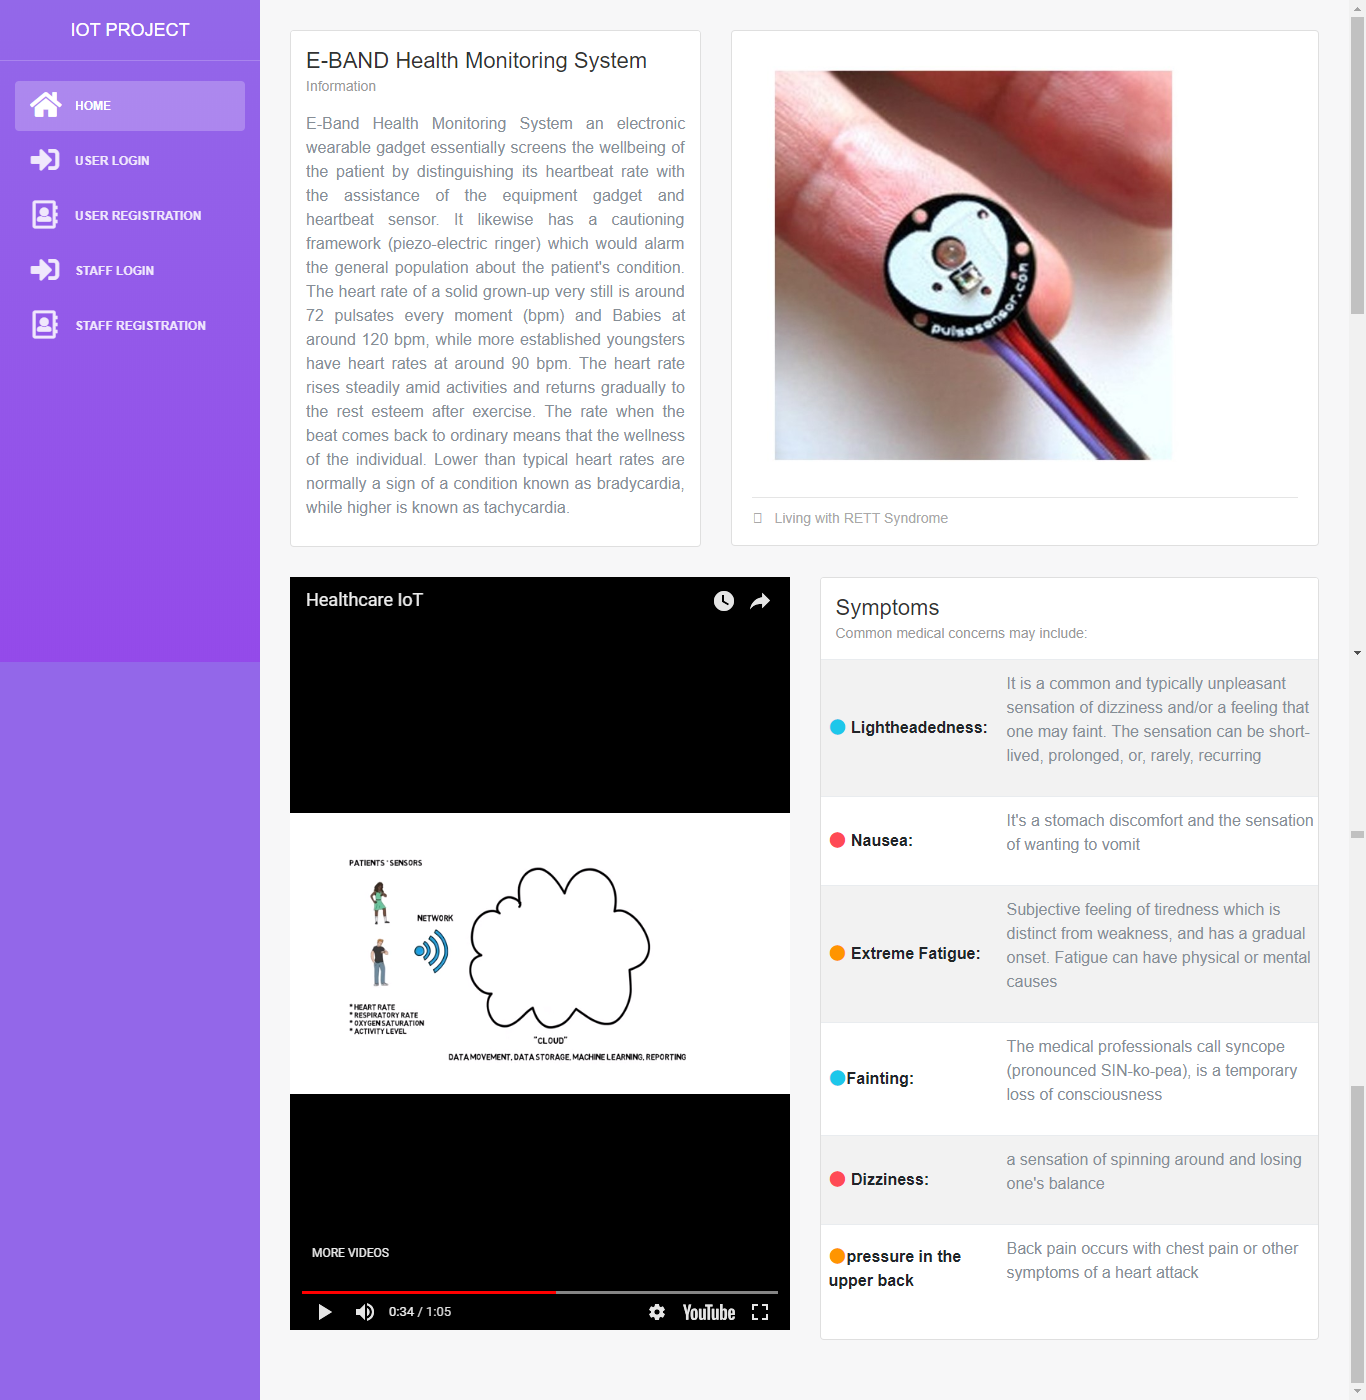 IOT PROJECT
HOME
USER LOGIN
USER REGISTRATION
STAFF LOGIN
STAFF REGISTRATION
E-BAND Health Monitoring System
Information
E-Band Health Monitoring System an electronic
wearable gadget essentially screens the wellbeing of
the patient by distinguishing its heartbeat rate with
the assistance of the equipment gadget and
heartbeat sensor. It likewise has a cautioning
framework (piezo-electric ringer) which would alarm
the general population about the patient's condition.
The heart rate of a solid grown-up very still is around
72 pulsates every moment (bpm) and Babies at
around 120 bpm, while more established youngsters
have heart rates at around 90 bpm. The heart rate
rises steadily amid activities and returns gradually to
the rest esteem after exercise. The rate when the
beat comes back to ordinary means that the wellness
of the individual. Lower than typical heart rates are
normally a sign of a condition known as bradycardia,
while higher is known as tachycardia.
pulsesensor.com
Living with RETT Syndrome
Healthcare IoT
PATIENTS' SENSORS
NETWORK
* HEART RATE
* RESPIRATORY RATE
* OXYGEN SATURATION
* ACTIVITY LEVEL
"CLOUD"
DATA MOVEMENT, DATA STORAGE, MACHINE LEARNING, REPORTING
MORE VIDEOS
0:34 / 1:05
YouTube
Symptoms
Common medical concerns may include:
Lightheadedness:
It is a common and typically unpleasant
sensation of dizziness and/or a feeling that
one may faint. The sensation can be short-
lived, prolonged, or, rarely, recurring
Nausea:
It's a stomach discomfort and the sensation
of wanting to vomit
Extreme Fatigue:
Subjective feeling of tiredness which is
distinct from weakness, and has a gradual
onset. Fatigue can have physical or mental
causes
Fainting:
The medical professionals call syncope
(pronounced SIN-ko-pea), is a temporary
loss of consciousness
Dizziness:
a sensation of spinning around and losing
one's balance
pressure in the
upper back
Back pain occurs with chest pain or other
symptoms of a heart attack